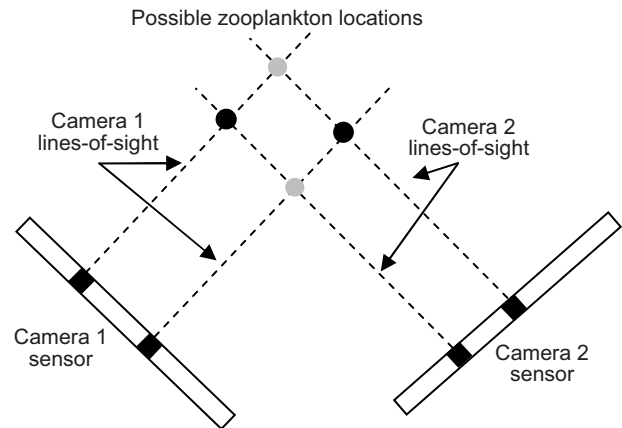 Possible zooplankton locations
Camera 1
lines-of-sight
Camera 2
lines-of-sight
Camera 1
sensor
Camera 2
sensor